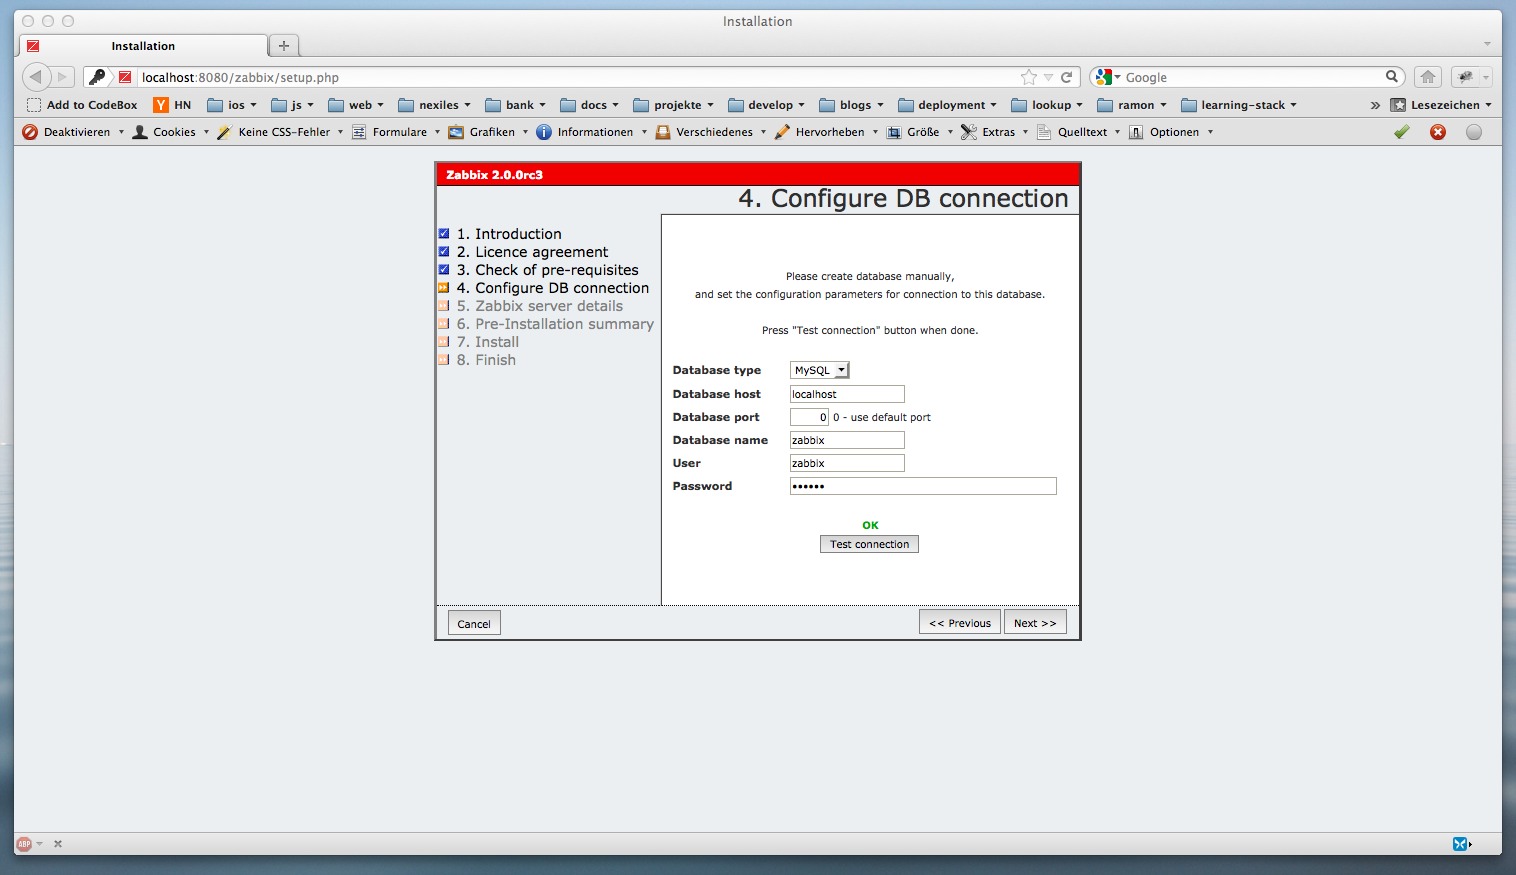 Installation
Installation
localhost:8080/zabbix/setup.php
Google
Add to CodeBox HN ios js web nexiles bank docs projekte develop blogs deployment lookup ramon learning-stack » Lesezeichen
Deaktivieren Cookies Keine CSS-Fehler Formulare Grafiken Informationen Verschiedenes Hervorheben Größe Extras Quelltext Optionen
Zabbix 2.0.0rc3
4. Configure DB connection
1. Introduction
2. Licence agreement
3. Check of pre-requisites
4. Configure DB connection
5. Zabbix server details
6. Pre-Installation summary
7. Install
8. Finish
Please create database manually,
and set the configuration parameters for connection to this database.
Press "Test connection" button when done.
Database type MySQL
Database host localhost
Database port 0 0 - use default port
Database name zabbix
User zabbix
Password ••••••
OK
Test connection
Cancel << Previous Next >>
ABP